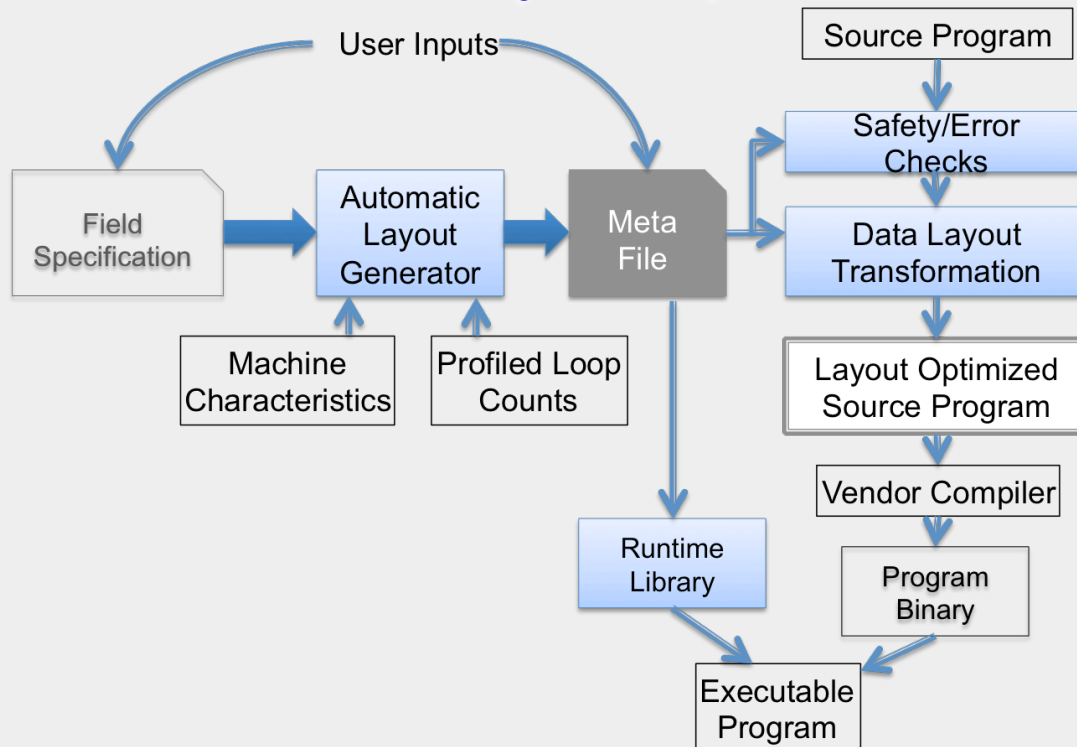 User Inputs
Source Program
Safety/Error
Checks
Field
Specification
Automatic
Layout
Generator
Meta
File
Data Layout
Transformation
Machine
Characteristics
Profiled Loop
Counts
Layout Optimized
Source Program
Vendor Compiler
Runtime
Library
Program
Binary
Executable
Program